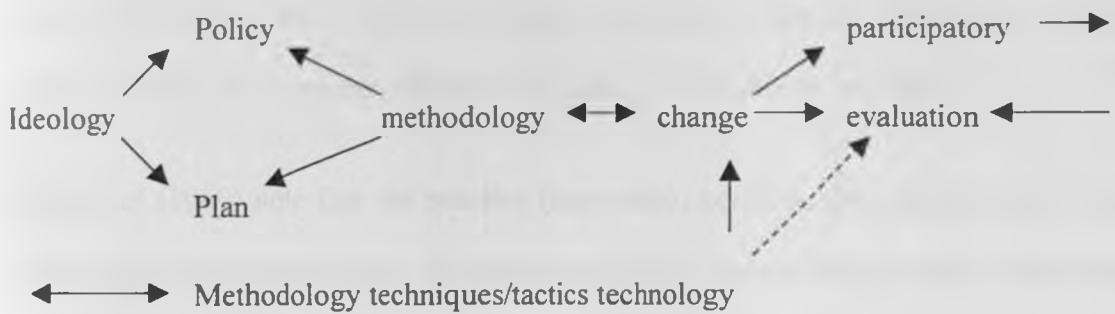 Policy participatory
Ideology methodology change evaluation
Plan
Methodology techniques/tactics technology